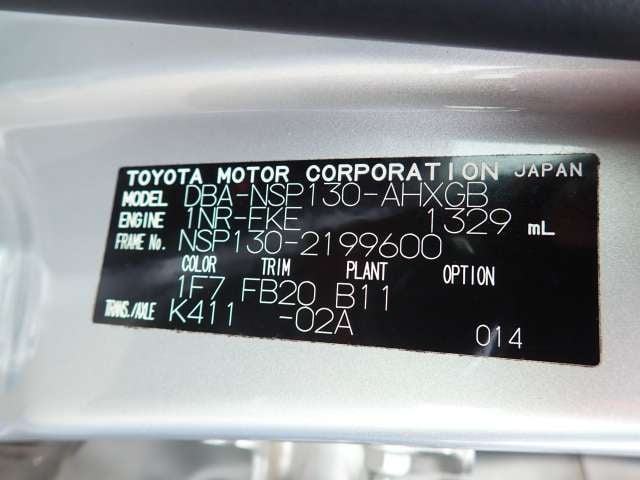 TOYOTA MOTOR CORPORATION JAPAN
MODEL DBA-NSP130-AHXGB
ENGINE 1NR-FKE 1329 mL
FRAME No. NSP130-2199600
COLOR TRIM PLANT OPTION
1F7 FB20 B11
TRANS./AXLE K411 -02A
014